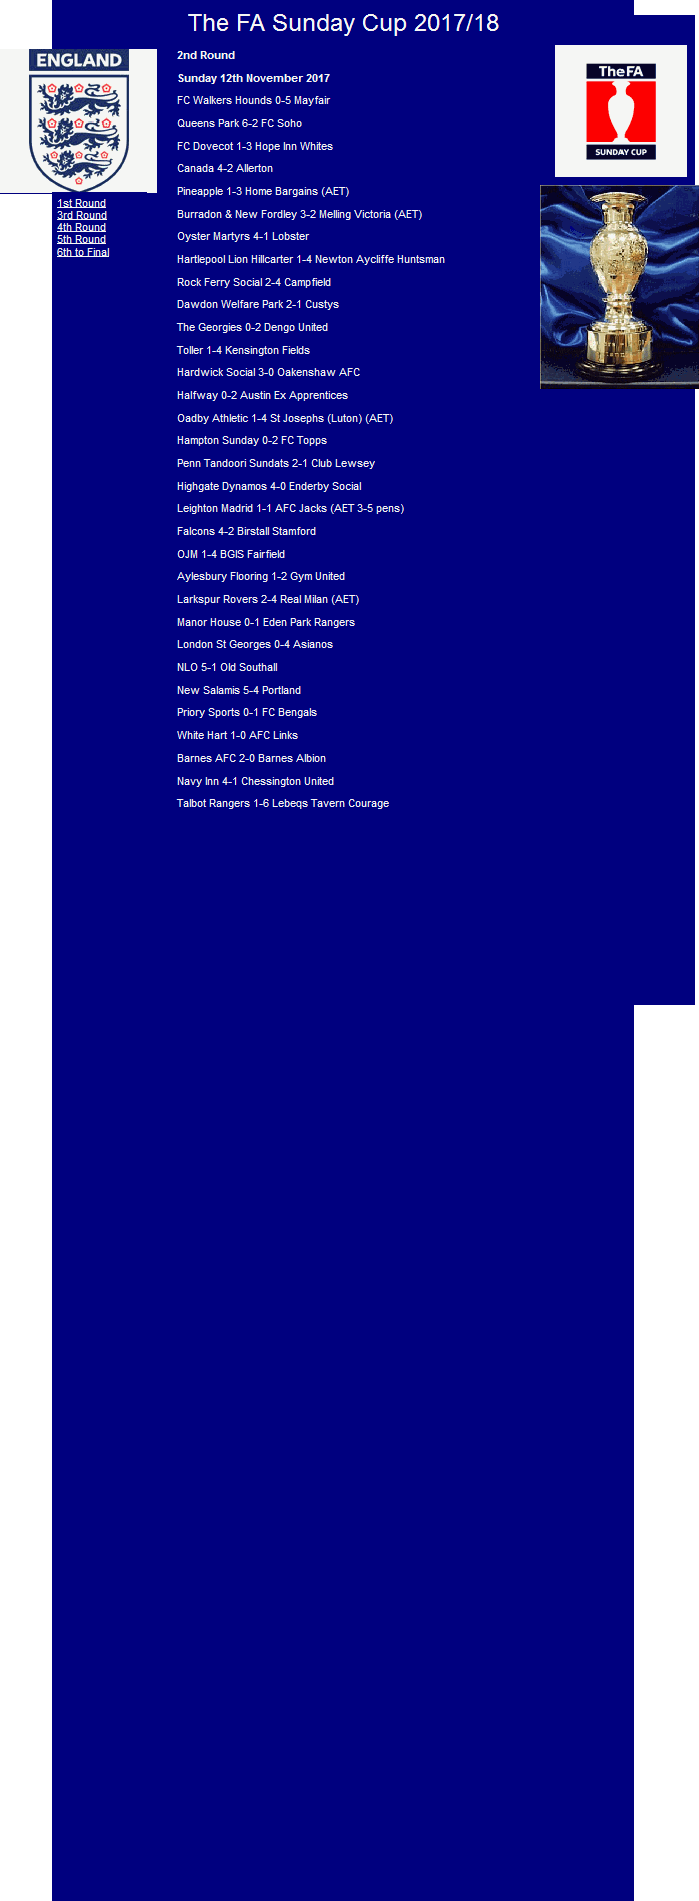 The FA Sunday Cup 2017/18
ENGLAND
1st Round
3rd Round
4th Round
5th Round
6th to Final
2nd Round
Sunday 12th November 2017
FC Walkers Hounds 0-5 Mayfair
Queens Park 6-2 FC Soho
FC Dovecot 1-3 Hope Inn Whites
Canada 4-2 Allerton
Pineapple 1-3 Home Bargains (AET)
Burradon & New Fordley 3-2 Melling Victoria (AET)
Oyster Martyrs 4-1 Lobster
Hartlepool Lion Hillcarter 1-4 Newton Aycliffe Huntsman
Rock Ferry Social 2-4 Campfield
Dawdon Welfare Park 2-1 Custys
The Georgies 0-2 Dengo United
Toller 1-4 Kensington Fields
Hardwick Social 3-0 Oakenshaw AFC
Halfway 0-2 Austin Ex Apprentices
Oadby Athletic 1-4 St Josephs (Luton) (AET)
Hampton Sunday 0-2 FC Topps
Penn Tandoori Sundats 2-1 Club Lewsey
Highgate Dynamos 4-0 Enderby Social
Leighton Madrid 1-1 AFC Jacks (AET 3-5 pens)
Falcons 4-2 Birstall Stamford
OJM 1-4 BGIS Fairfield
Aylesbury Flooring 1-2 Gym United
Larkspur Rovers 2-4 Real Milan (AET)
Manor House 0-1 Eden Park Rangers
London St Georges 0-4 Asianos
NLO 5-1 Old Southall
New Salamis 5-4 Portland
Priory Sports 0-1 FC Bengals
White Hart 1-0 AFC Links
Barnes AFC 2-0 Barnes Albion
Navy Inn 4-1 Chessington United
Talbot Rangers 1-6 Lebeqs Tavern Courage
TheFA
SUNDAY CUP